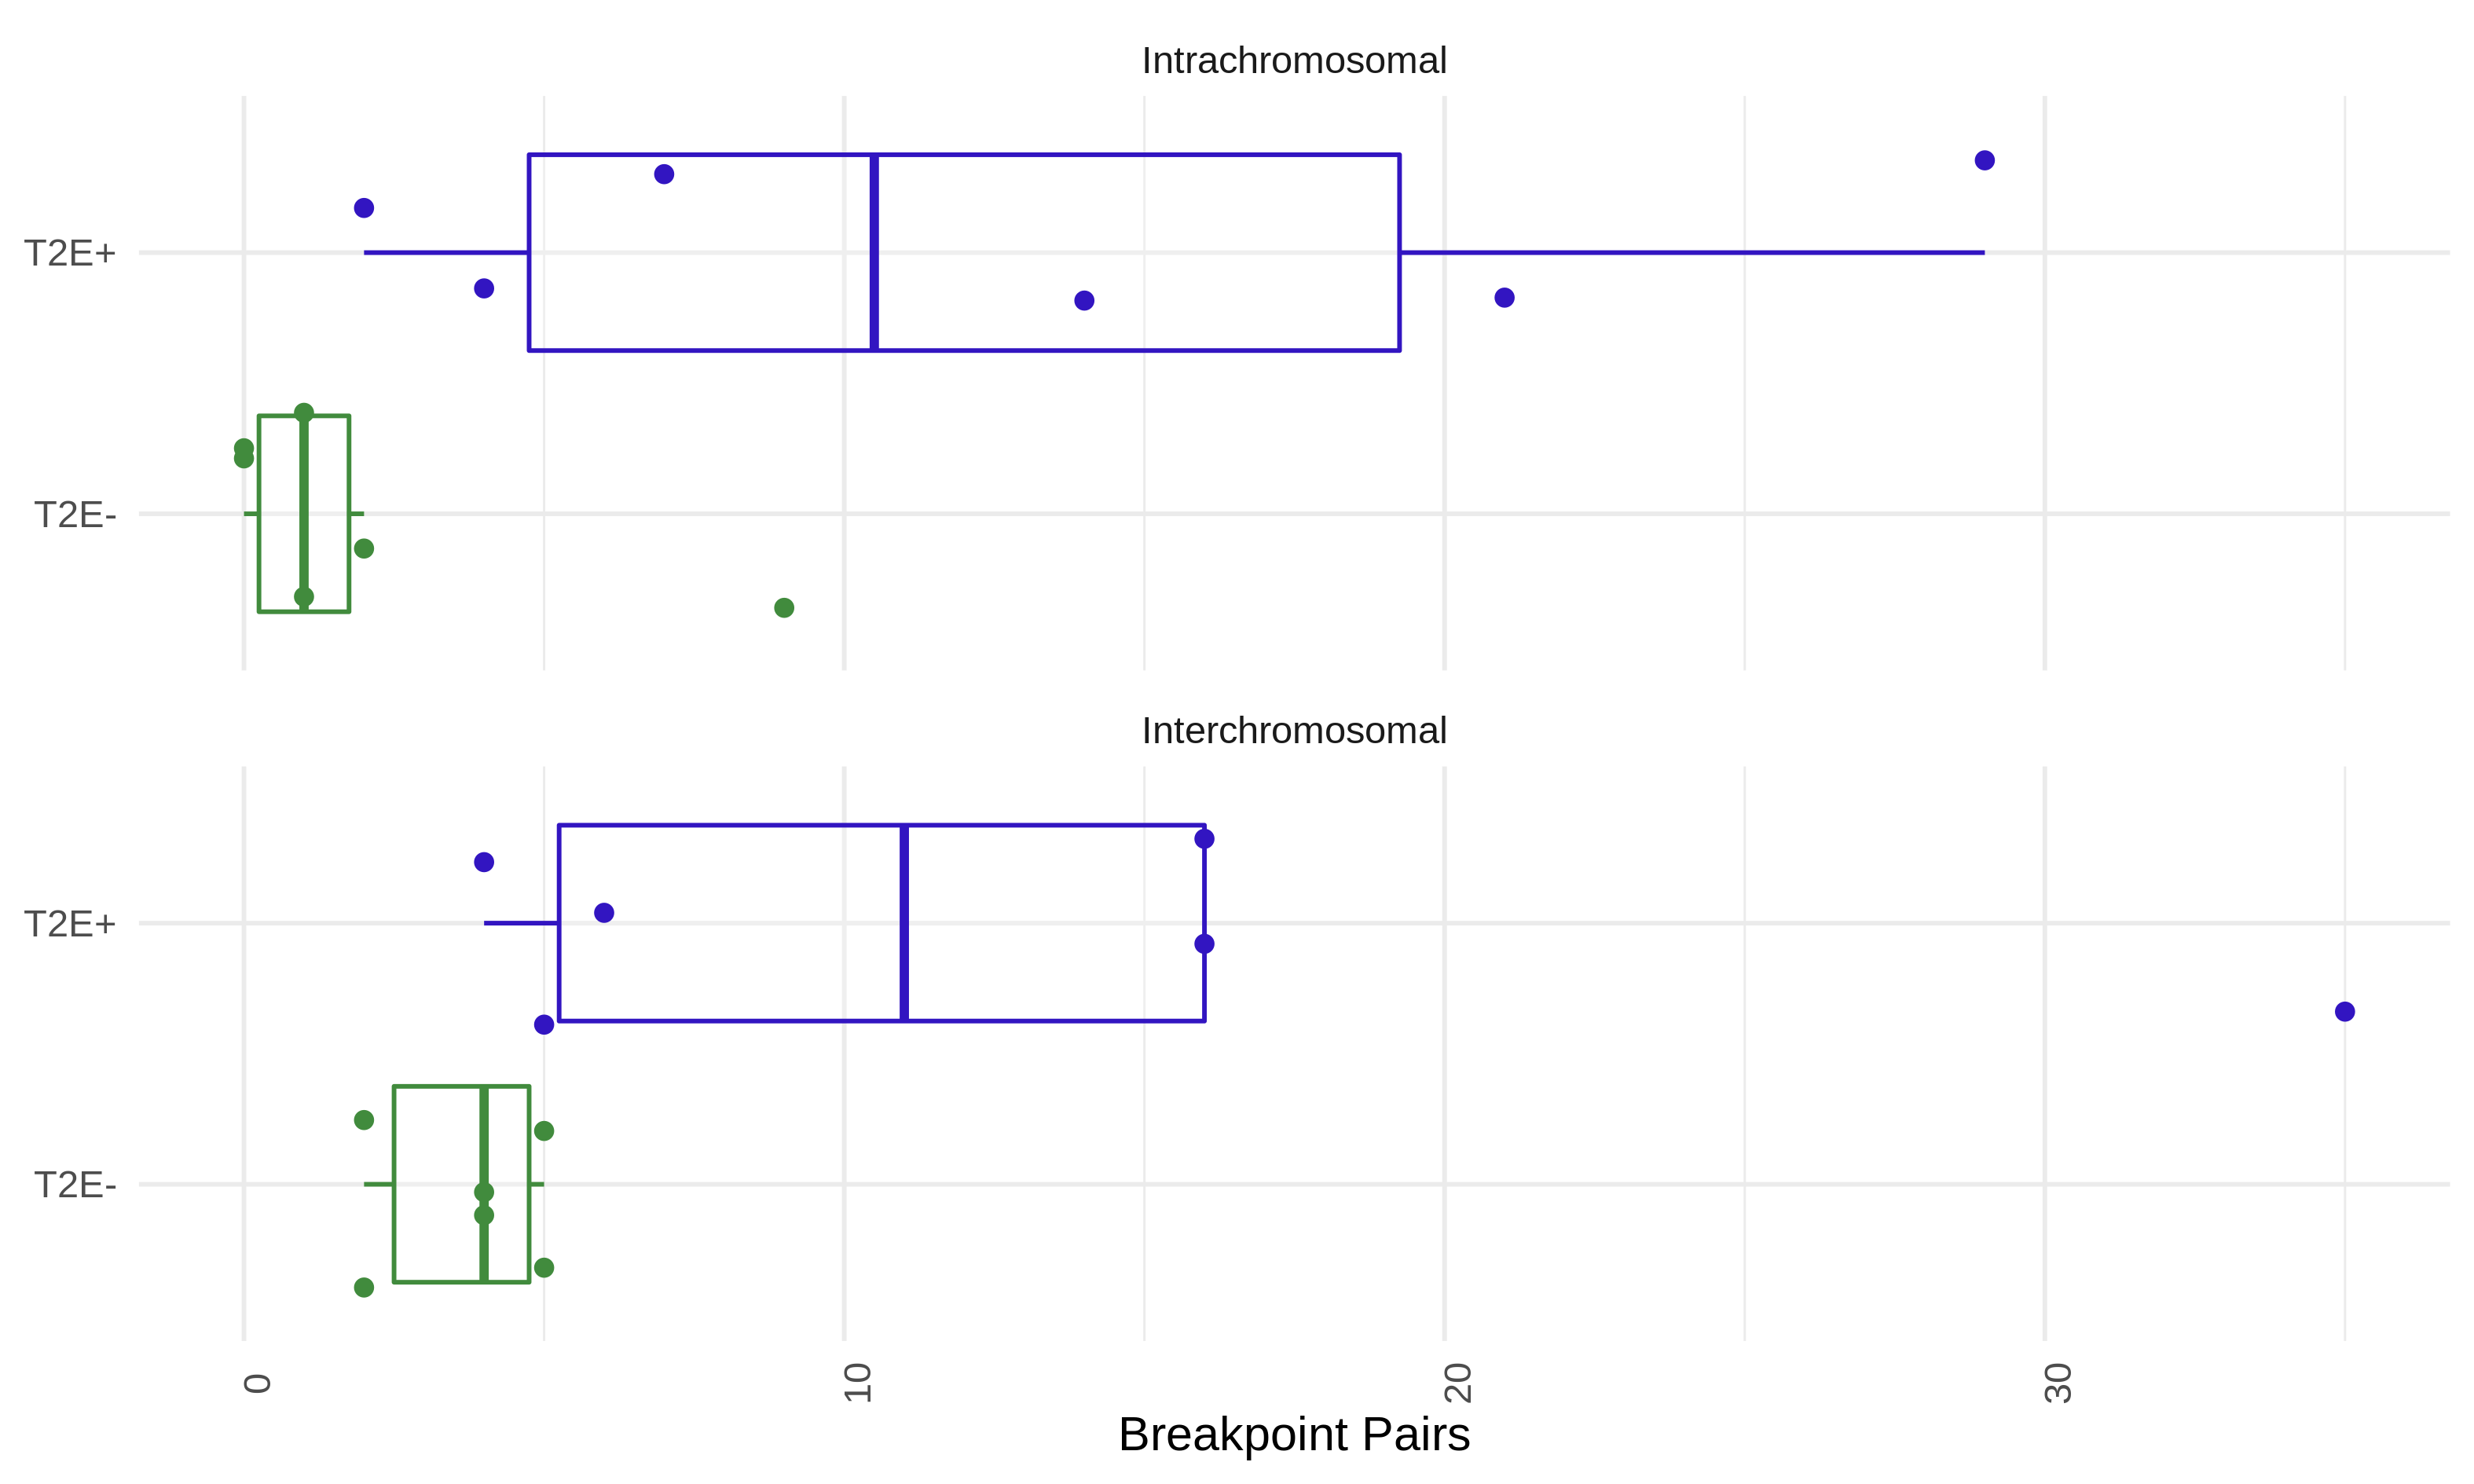 Intrachromosomal
T2E+
T2E-
Interchromosomal
T2E+
T2E-
0 10 20 30
Breakpoint Pairs